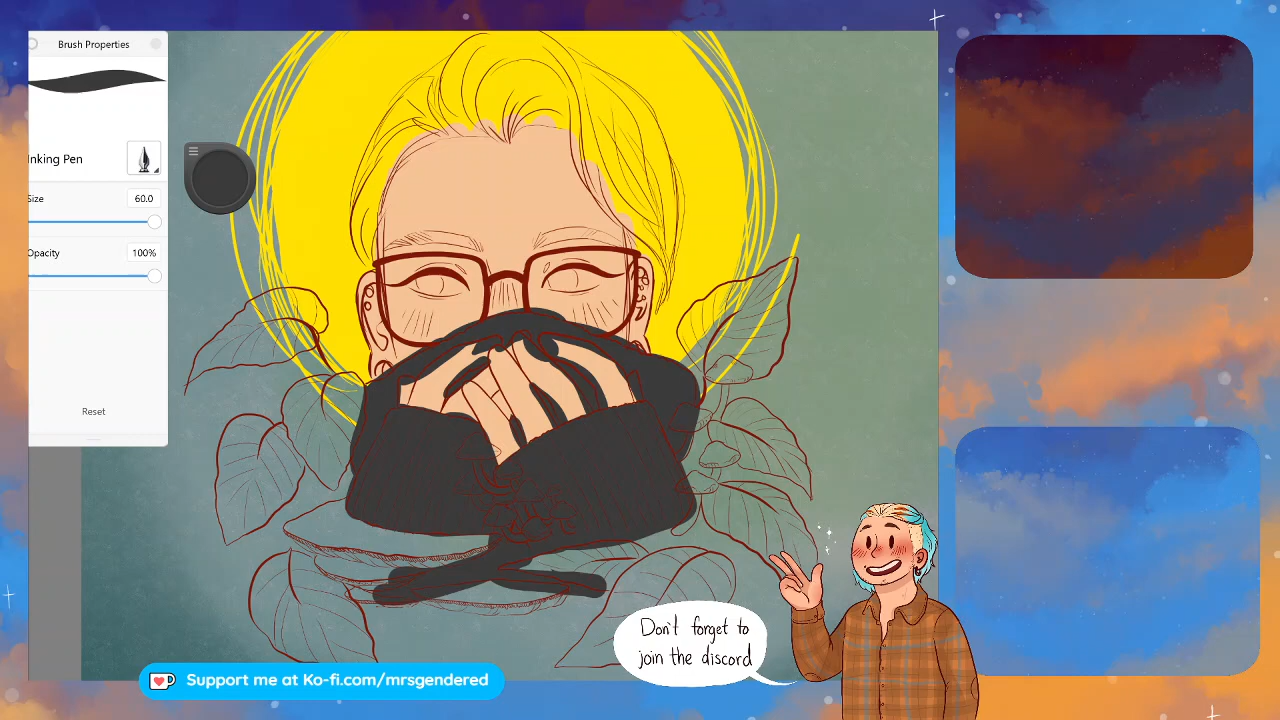 Brush Properties
Inking Pen
Size
60.0
Opacity
100%
Reset
Don't forget to
join the discord
Support me at Ko-fi.com/mrsgendered